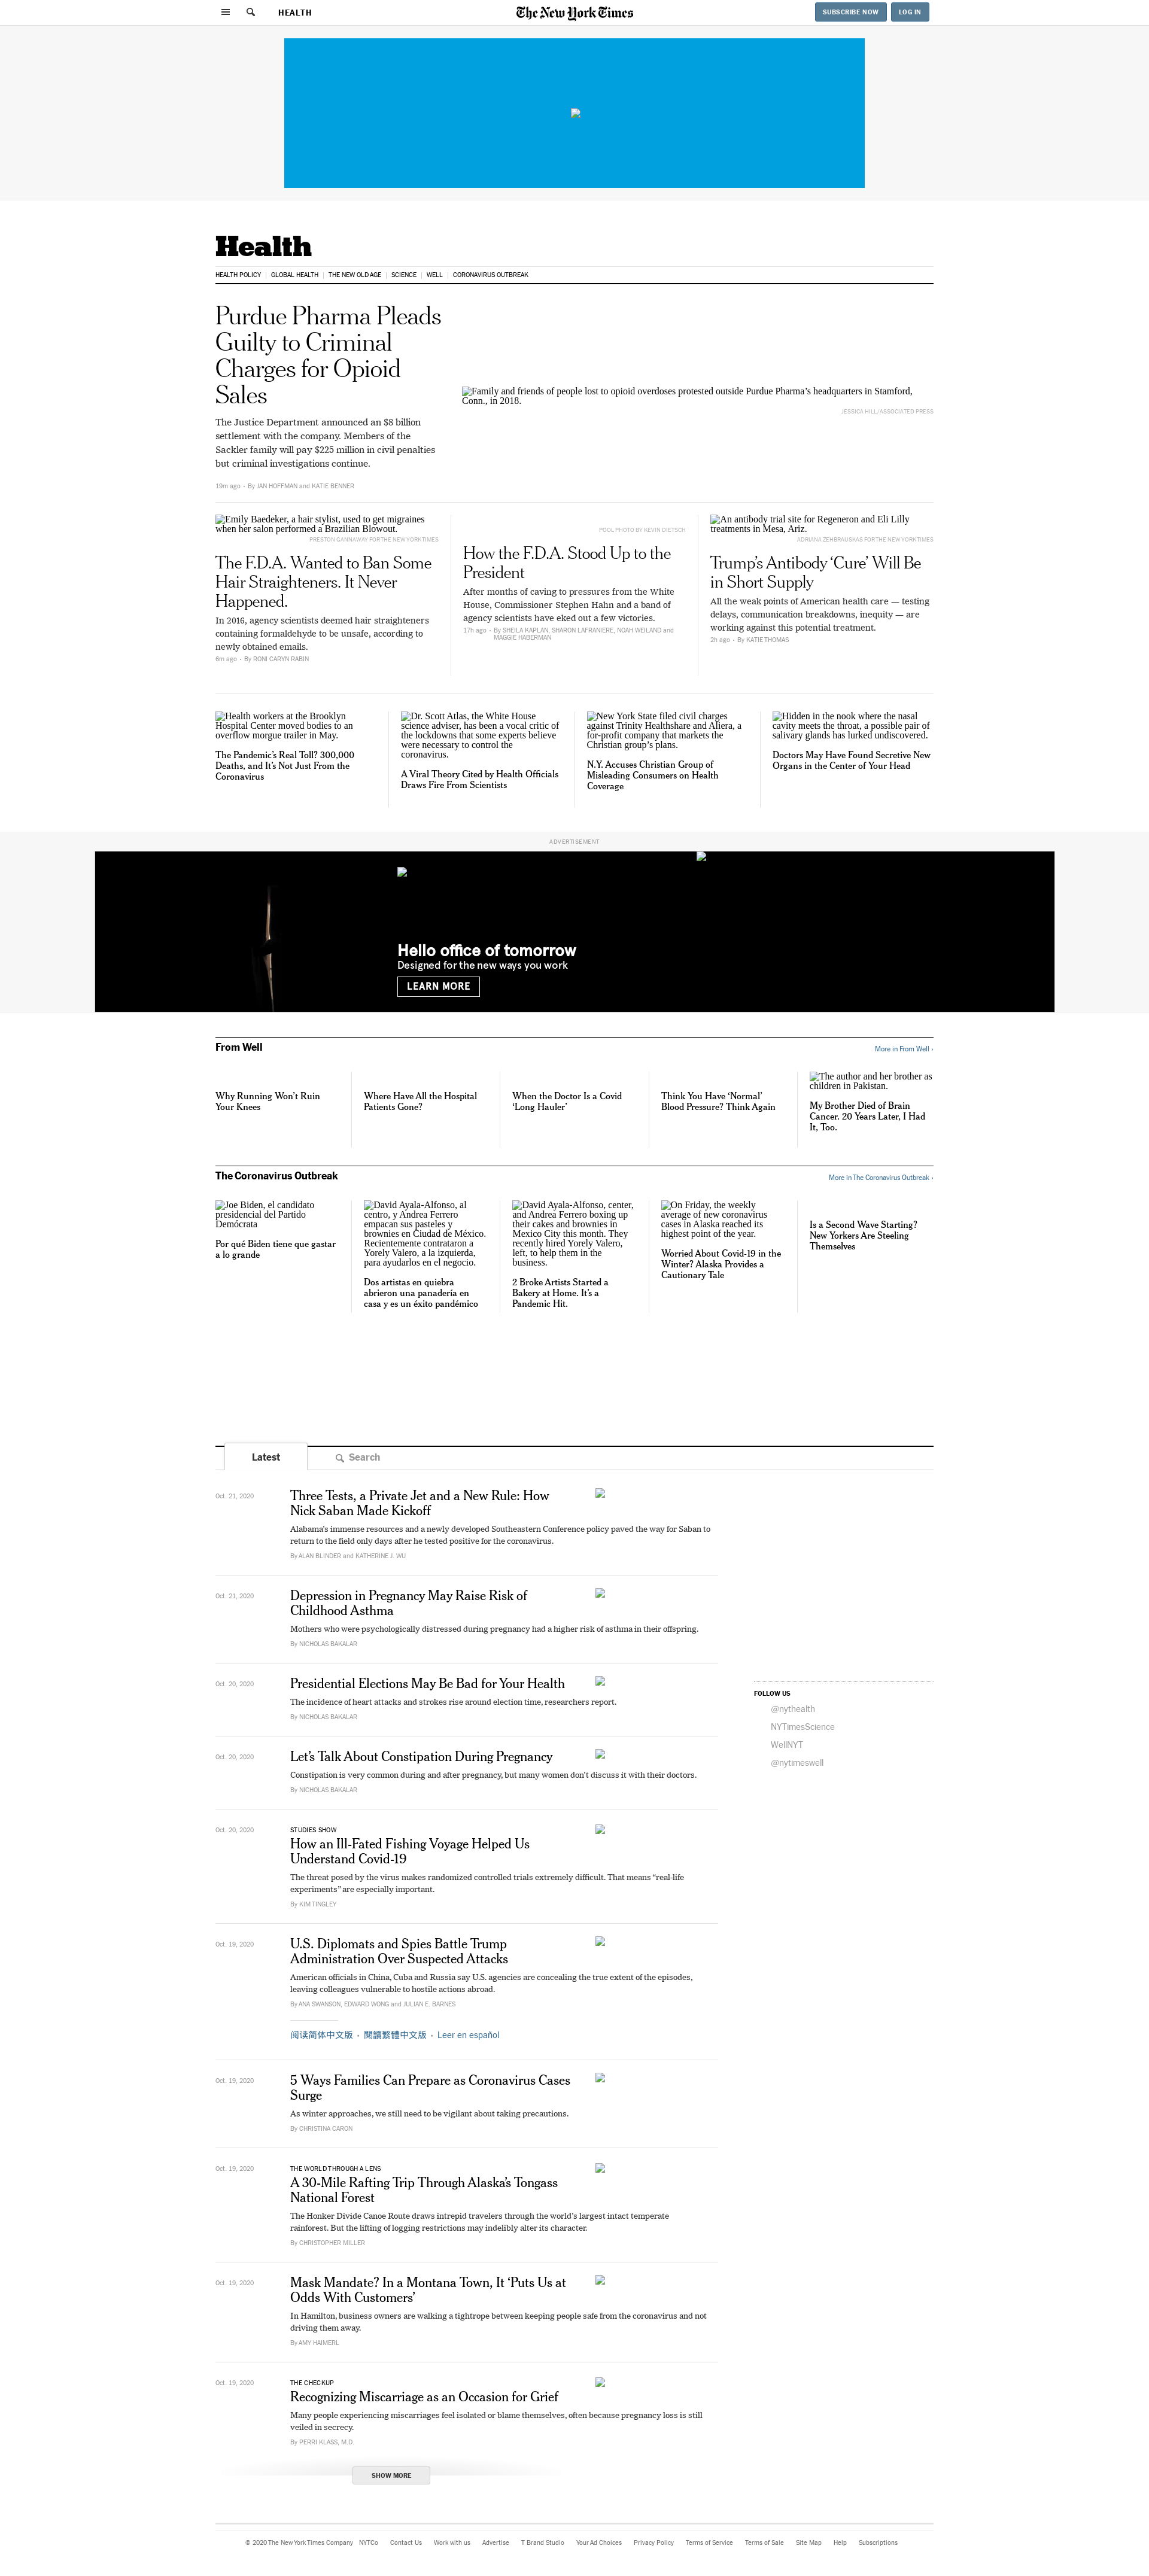 HEALTH
The New York Times
SUBSCRIBE NOW
LOG IN
Health
HEALTH POLICY | GLOBAL HEALTH | THE NEW OLD AGE | SCIENCE | WELL | CORONAVIRUS OUTBREAK
Purdue Pharma Pleads
Guilty to Criminal
Charges for Opioid
Sales
The Justice Department announced an $8 billion
settlement with the company. Members of the
Sackler family will pay $225 million in civil penalties
but criminal investigations continue.
19m ago - By JAN HOFFMAN and KATIE BENNER
Family and friends of people lost to opioid overdoses protested outside Purdue Pharma's headquarters in Stamford,
Conn., in 2018.
JESSICA HILL/ASSOCIATED PRESS
Emily Baedeker, a hair stylist, used to get migraines
when her salon performed a Brazilian Blowout.
PRESTON GANNAWAY FOR THE NEW YORK TIMES
The F.D.A. Wanted to Ban Some
Hair Straighteners. It Never
Happened.
In 2016, agency scientists deemed hair straighteners
containing formaldehyde to be unsafe, according to
newly obtained emails.
6m ago - By RONI CARYN RABIN
POOL PHOTO BY KEVIN DIETSCH
How the F.D.A. Stood Up to the
President
After months of caving to pressures from the White
House, Commissioner Stephen Hahn and a band of
agency scientists have eked out a few victories.
17h ago - By SHEILA KAPLAN, SHARON LAFRANIERE, NOAH WEILAND and
MAGGIE HABERMAN
An antibody trial site for Regeneron and Eli Lilly
treatments in Mesa, Ariz.
ADRIANA ZEHBRAUSKAS FOR THE NEW YORK TIMES
Trump's Antibody 'Cure' Will Be
in Short Supply
All the weak points of American health care — testing
delays, communication breakdowns, inequity — are
working against this potential treatment.
2h ago - By KATIE THOMAS
Health workers at the Brooklyn
Hospital Center moved bodies to an
overflow morgue trailer in May.
The Pandemic's Real Toll? 300,000
Deaths, and It's Not Just From the
Coronavirus
Dr. Scott Atlas, the White House
science adviser, has been a vocal critic of
the lockdowns that some experts believe
were necessary to control the
coronavirus.
A Viral Theory Cited by Health Officials
Draws Fire From Scientists
New York State filed civil charges
against Trinity Healthshare and Aliera, a
for-profit company that markets the
Christian group's plans.
N.Y. Accuses Christian Group of
Misleading Consumers on Health
Coverage
Hidden in the nook where the nasal
cavity meets the throat, a possible pair of
salivary glands has lurked undiscovered.
Doctors May Have Found Secretive New
Organs in the Center of Your Head
ADVERTISEMENT
Hello office of tomorrow
Designed for the new ways you work
LEARN MORE
From Well
More in From Well ›
Why Running Won't Ruin
Your Knees
Where Have All the Hospital
Patients Gone?
When the Doctor Is a Covid
'Long Hauler'
Think You Have 'Normal'
Blood Pressure? Think Again
The author and her brother as
children in Pakistan.
My Brother Died of Brain
Cancer. 20 Years Later, I Had
It, Too.
The Coronavirus Outbreak
More in The Coronavirus Outbreak ›
Joe Biden, el candidato
presidencial del Partido
Demócrata
Por qué Biden tiene que gastar
a lo grande
David Ayala-Alfonso, al
centro, y Andrea Ferrero
empacan sus pasteles y
brownies en Ciudad de México.
Recientemente contrataron a
Yorely Valero, a la izquierda,
para ayudarlos en el negocio.
Dos artistas en quiebra
abrieron una panadería en
casa y es un éxito pandémico
David Ayala-Alfonso, center,
and Andrea Ferrero boxing up
their cakes and brownies in
Mexico City this month. They
recently hired Yorely Valero,
left, to help them in the
business.
2 Broke Artists Started a
Bakery at Home. It's a
Pandemic Hit.
On Friday, the weekly
average of new coronavirus
cases in Alaska reached its
highest point of the year.
Worried About Covid-19 in the
Winter? Alaska Provides a
Cautionary Tale
Is a Second Wave Starting?
New Yorkers Are Steeling
Themselves
Latest
Search
Oct. 21, 2020
Three Tests, a Private Jet and a New Rule: How
Nick Saban Made Kickoff
Alabama's immense resources and a newly developed Southeastern Conference policy paved the way for Saban to
return to the field only days after he tested positive for the coronavirus.
By ALAN BLINDER and KATHERINE J. WU
Oct. 21, 2020
Depression in Pregnancy May Raise Risk of
Childhood Asthma
Mothers who were psychologically distressed during pregnancy had a higher risk of asthma in their offspring.
By NICHOLAS BAKALAR
Oct. 20, 2020
Presidential Elections May Be Bad for Your Health
The incidence of heart attacks and strokes rise around election time, researchers report.
By NICHOLAS BAKALAR
FOLLOW US
@nythealth
NYTimesScience
WellNYT
@nytimeswell
Oct. 20, 2020
Let's Talk About Constipation During Pregnancy
Constipation is very common during and after pregnancy, but many women don't discuss it with their doctors.
By NICHOLAS BAKALAR
Oct. 20, 2020
STUDIES SHOW
How an Ill-Fated Fishing Voyage Helped Us
Understand Covid-19
The threat posed by the virus makes randomized controlled trials extremely difficult. That means "real-life
experiments" are especially important.
By KIM TINGLEY
Oct. 19, 2020
U.S. Diplomats and Spies Battle Trump
Administration Over Suspected Attacks
American officials in China, Cuba and Russia say U.S. agencies are concealing the true extent of the episodes,
leaving colleagues vulnerable to hostile actions abroad.
By ANA SWANSON, EDWARD WONG and JULIAN E. BARNES
阅读简体中文版 • 閱讀繁體中文版 • Leer en español
Oct. 19, 2020
5 Ways Families Can Prepare as Coronavirus Cases
Surge
As winter approaches, we still need to be vigilant about taking precautions.
By CHRISTINA CARON
Oct. 19, 2020
THE WORLD THROUGH A LENS
A 30-Mile Rafting Trip Through Alaska's Tongass
National Forest
The Honker Divide Canoe Route draws intrepid travelers through the world's largest intact temperate
rainforest. But the lifting of logging restrictions may indelibly alter its character.
By CHRISTOPHER MILLER
Oct. 19, 2020
Mask Mandate? In a Montana Town, It 'Puts Us at
Odds With Customers'
In Hamilton, business owners are walking a tightrope between keeping people safe from the coronavirus and not
driving them away.
By AMY HAIMERL
Oct. 19, 2020
THE CHECKUP
Recognizing Miscarriage as an Occasion for Grief
Many people experiencing miscarriages feel isolated or blame themselves, often because pregnancy loss is still
veiled in secrecy.
By PERRI KLASS, M.D.
SHOW MORE
© 2020 The New York Times Company NYTCo Contact Us Work with us Advertise T Brand Studio Your Ad Choices Privacy Policy Terms of Service Terms of Sale Site Map Help Subscriptions